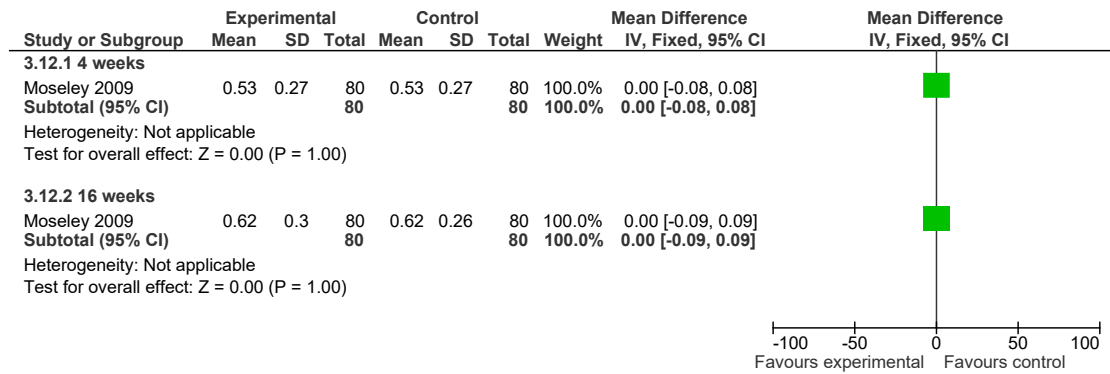 Experimental Control Mean Difference Mean Difference
Study or Subgroup Mean SD Total Mean SD Total Weight IV, Fixed, 95% CI IV, Fixed, 95% CI
3.12.1 4 weeks
Moseley 2009 0.53 0.27 80 0.53 0.27 80 100.0% 0.00 [-0.08, 0.08]
Subtotal (95% CI) 80 80 100.0% 0.00 [-0.08, 0.08]
Heterogeneity: Not applicable
Test for overall effect: Z = 0.00 (P = 1.00)
3.12.2 16 weeks
Moseley 2009 0.62 0.3 80 0.62 0.26 80 100.0% 0.00 [-0.09, 0.09]
Subtotal (95% CI) 80 80 100.0% 0.00 [-0.09, 0.09]
Heterogeneity: Not applicable
Test for overall effect: Z = 0.00 (P = 1.00)
-100 -50 0 50 100
Favours experimental Favours control